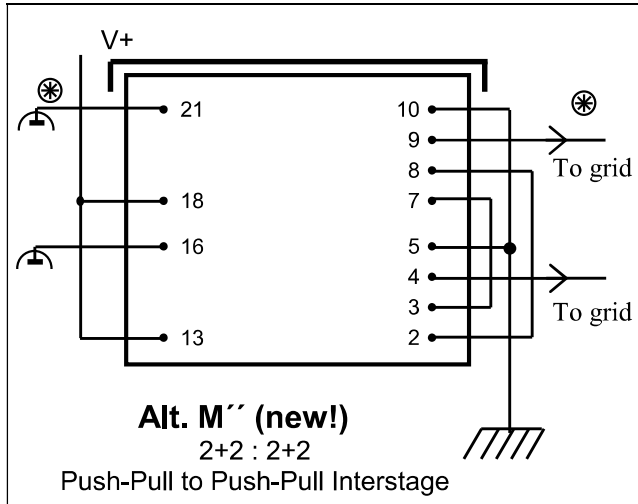 V+
21 10
9
To grid
8
18 7
16 5
4
To grid
3
13 2
Alt. M´´ (new!)
2+2 : 2+2
Push-Pull to Push-Pull Interstage